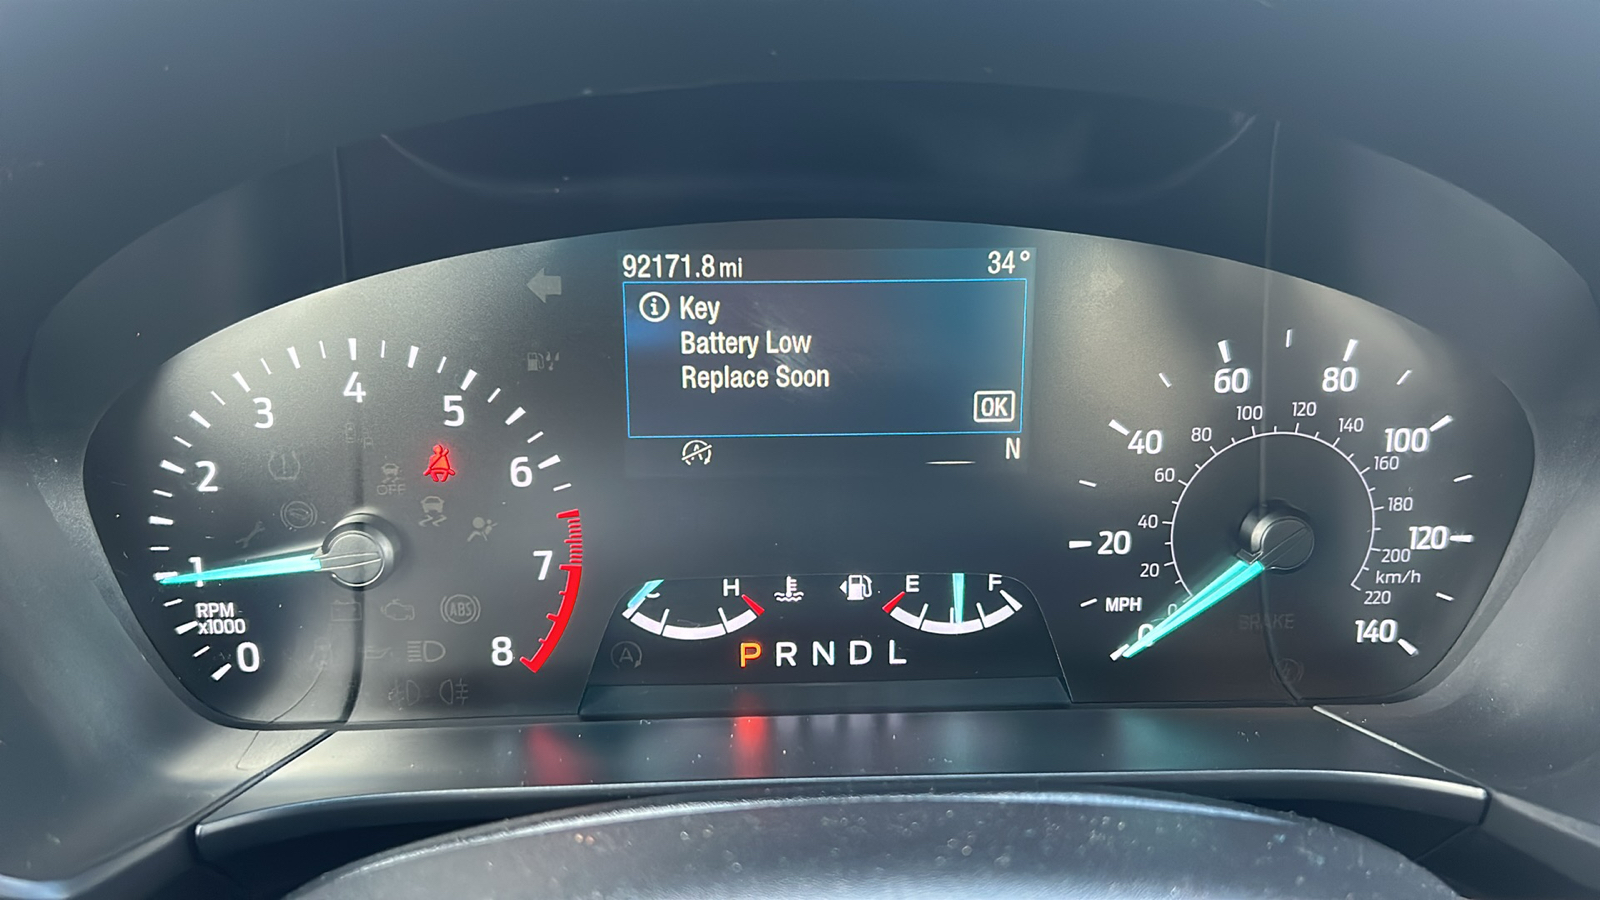 92171.8 mi 34°
Key
Battery Low
Replace Soon
OK
N
0 1 2 3 4 5 6 7 8
RPM
x1000
OFF
ABS
A
H
E F
P R N D L
0 20 40 60 80 100 120 140
MPH
0 20 40 60 80 100 120 140 160 180 200 220
km/h
BRAKE